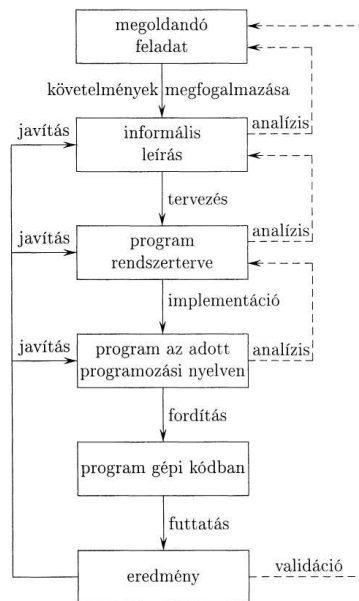 megoldandó
feladat
követelmények megfogalmazása
javítás
informális
leírás
analízis
tervezés
javítás
program
rendszerterve
analízis
implementáció
javítás
program az adott
programozási nyelven
analízis
fordítás
program gépi kódban
futtatás
eredmény
validáció